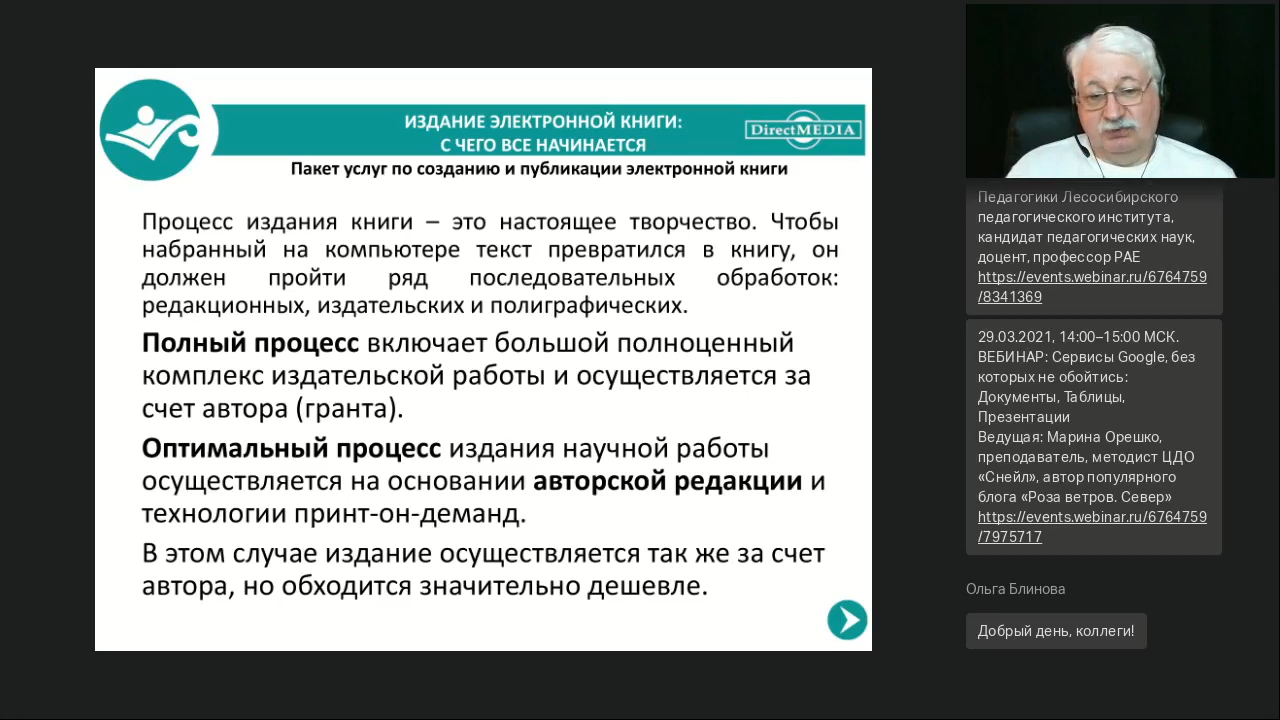 ИЗДАНИЕ ЭЛЕКТРОННОЙ КНИГИ:
С ЧЕГО ВСЕ НАЧИНАЕТСЯ
DirectMEDIA
Пакет услуг по созданию и публикации электронной книги
Процесс издания книги – это настоящее творчество. Чтобы
набранный на компьютере текст превратился в книгу, он
должен пройти ряд последовательных обработок:
редакционных, издательских и полиграфических.
Полный процесс включает большой полноценный
комплекс издательской работы и осуществляется за
счет автора (гранта).
Оптимальный процесс издания научной работы
осуществляется на основании авторской редакции и
технологии принт-он-деманд.
В этом случае издание осуществляется так же за счет
автора, но обходится значительно дешевле.
Педагогики Лесосибирского
педагогического института,
кандидат педагогических наук,
доцент, профессор РАЕ
https://events.webinar.ru/6764759
/8341369
29.03.2021, 14:00–15:00 МСК.
ВЕБИНАР: Сервисы Google, без
которых не обойтись:
Документы, Таблицы,
Презентации
Ведущая: Марина Орешко,
преподаватель, методист ЦДО
«Снейл», автор популярного
блога «Роза ветров. Север»
https://events.webinar.ru/6764759
/7975717
Ольга Блинова
Добрый день, коллеги!